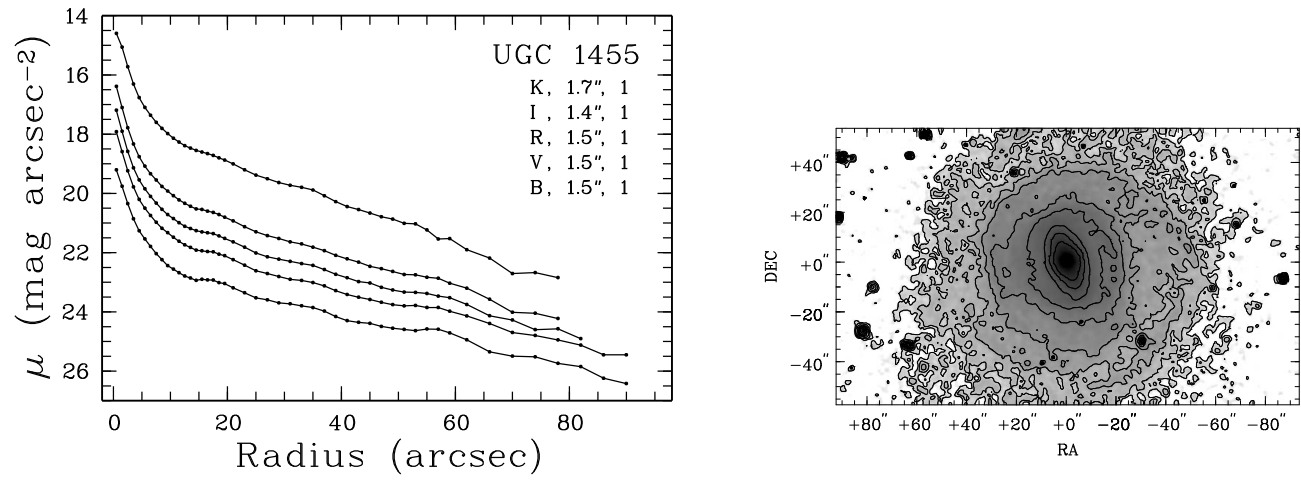 UGC 1455
K, 1.7", 1
I, 1.4", 1
R, 1.5", 1
V, 1.5", 1
B, 1.5", 1
14
16
18
20
22
24
26
μ (mag arcsec−2)
0 20 40 60 80
Radius (arcsec)
+40"
+20"
+0"
−20"
−40"
DEC
+80" +60" +40" +20" +0" −20" −40" −60" −80"
RA